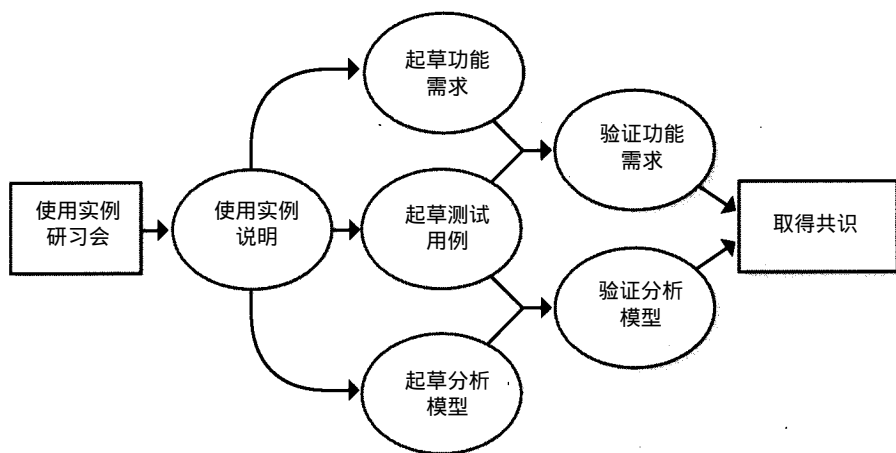 使用实例
研习会
使用实例
说明
起草功能
需求
起草测试
用例
起草分析
模型
验证功能
需求
验证分析
模型
取得共识